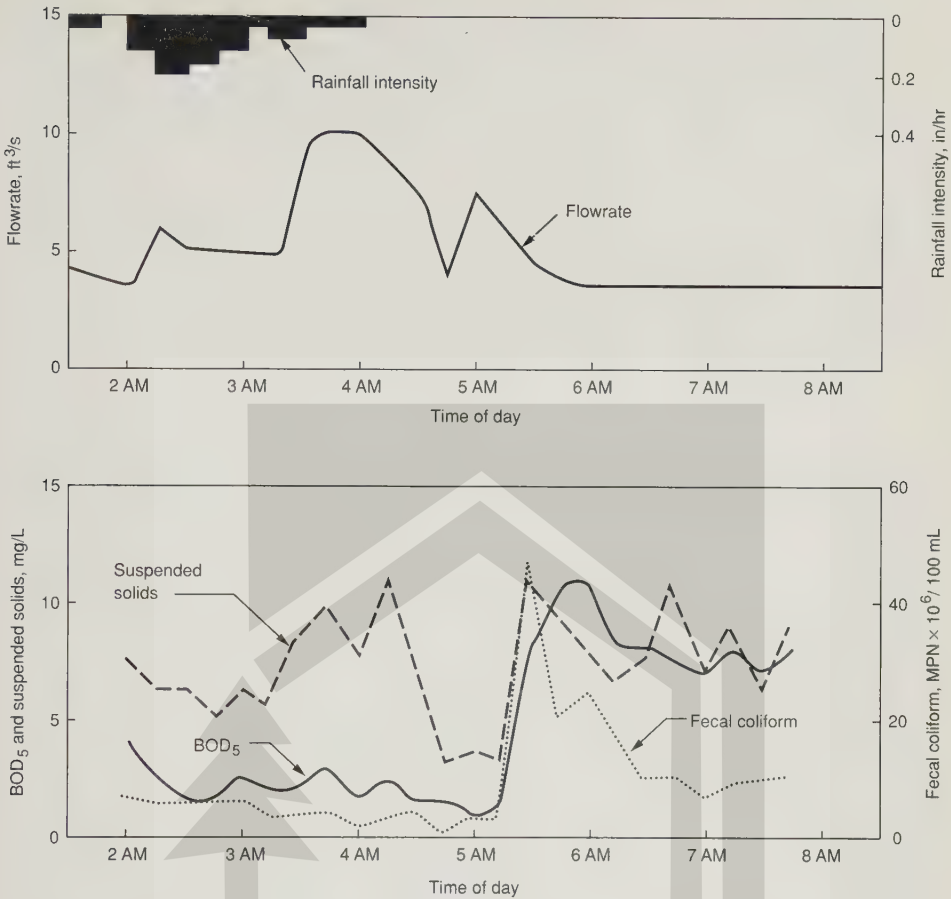 15
10
5
0
Flowrate, ft³/s
0
0.2
0.4
Rainfall intensity, in/hr
Rainfall intensity
Flowrate
2 AM 3 AM 4 AM 5 AM 6 AM 7 AM 8 AM
Time of day
15
10
5
0
BOD₅ and suspended solids, mg/L
60
40
20
0
Fecal coliform, MPN × 10⁶/ 100 mL
Suspended
solids
BOD₅
Fecal coliform
2 AM 3 AM 4 AM 5 AM 6 AM 7 AM 8 AM
Time of day